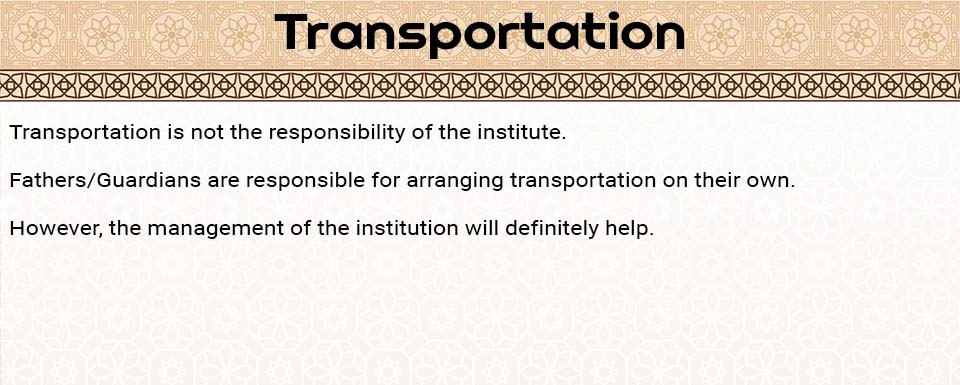 Transportation
Transportation is not the responsibility of the institute.
Fathers/Guardians are responsible for arranging transportation on their own.
However, the management of the institution will definitely help.